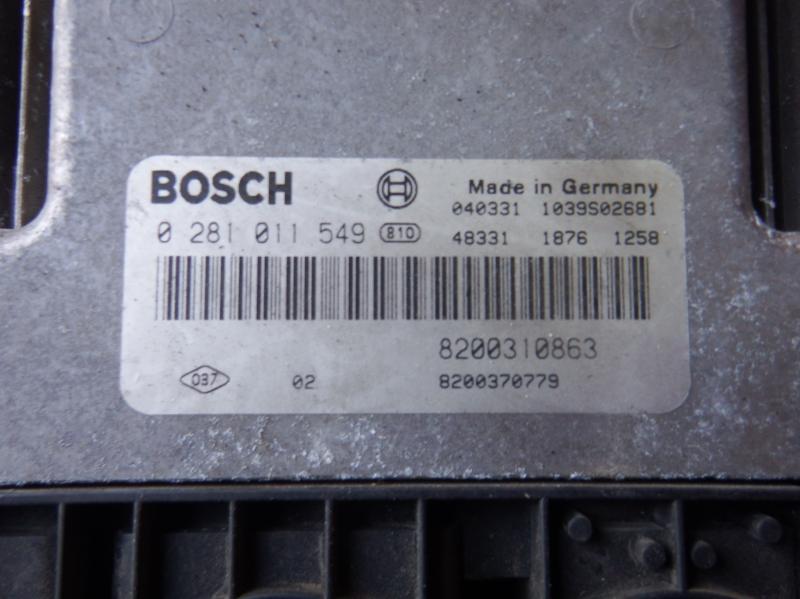 BOSCH Made in Germany
040331 1039S02681
0 281 011 549 810 48331 1876 1258
8200310863
037 02 8200370779